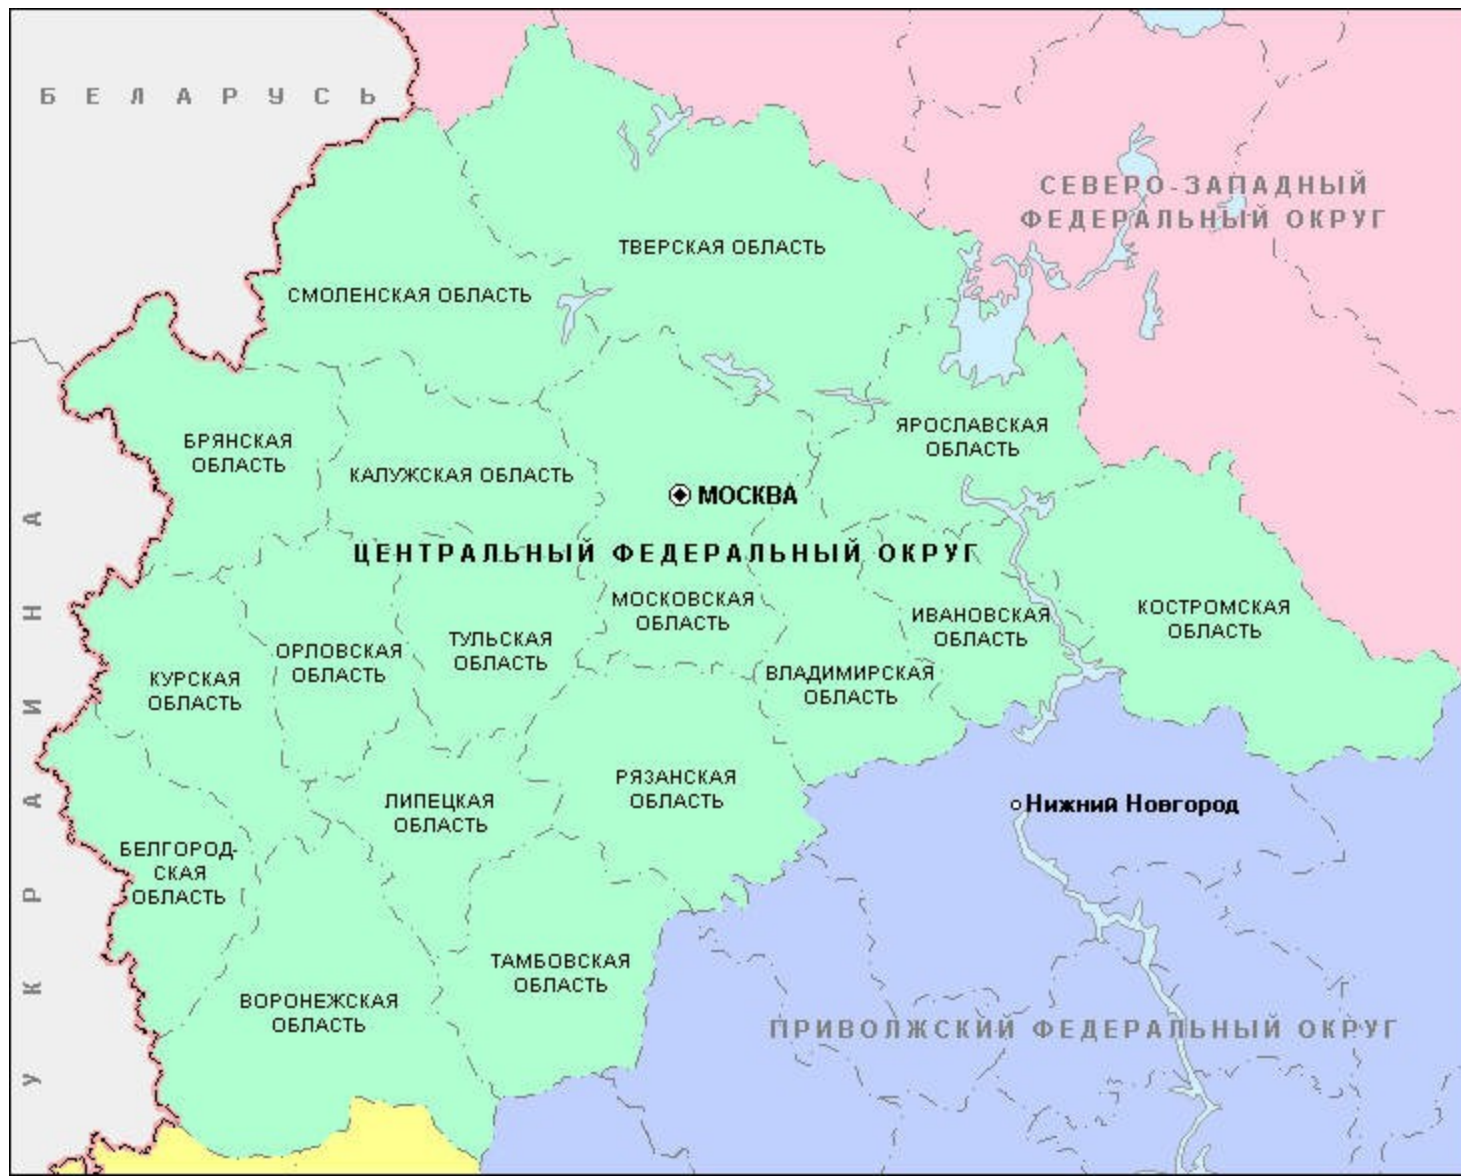 БЕЛАРУСЬ
СЕВЕРО-ЗАПАДНЫЙ
ФЕДЕРАЛЬНЫЙ ОКРУГ
ТВЕРСКАЯ ОБЛАСТЬ
СМОЛЕНСКАЯ ОБЛАСТЬ
ЯРОСЛАВСКАЯ
ОБЛАСТЬ
БРЯНСКАЯ
ОБЛАСТЬ
КАЛУЖСКАЯ ОБЛАСТЬ
МОСКВА
ЦЕНТРАЛЬНЫЙ ФЕДЕРАЛЬНЫЙ ОКРУГ
МОСКОВСКАЯ
ОБЛАСТЬ
ИВАНОВСКАЯ
ОБЛАСТЬ
КОСТРОМСКАЯ
ОБЛАСТЬ
ТУЛЬСКАЯ
ОБЛАСТЬ
ОРЛОВСКАЯ
ОБЛАСТЬ
КУРСКАЯ
ОБЛАСТЬ
ВЛАДИМИРСКАЯ
ОБЛАСТЬ
РЯЗАНСКАЯ
ОБЛАСТЬ
ЛИПЕЦКАЯ
ОБЛАСТЬ
Нижний Новгород
БЕЛГОРОД-
СКАЯ
ОБЛАСТЬ
ТАМБОВСКАЯ
ОБЛАСТЬ
ВОРОНЕЖСКАЯ
ОБЛАСТЬ
ПРИВОЛЖСКИЙ ФЕДЕРАЛЬНЫЙ ОКРУГ
УКРАИНА